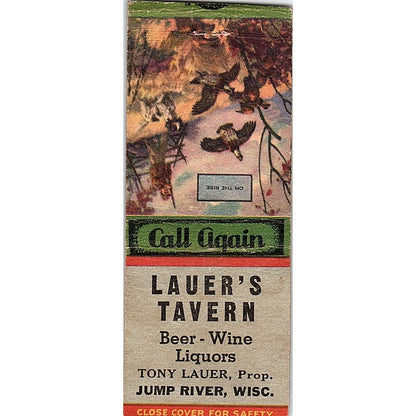 ON THE RISE
Call Again
LAUER'S
TAVERN
Beer - Wine
Liquors
TONY LAUER, Prop.
JUMP RIVER, WISC.
CLOSE COVER FOR SAFETY